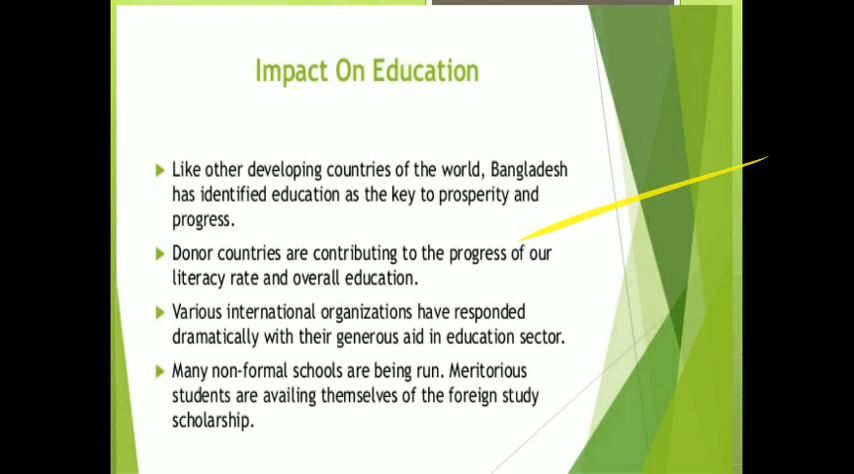 Impact On Education
Like other developing countries of the world, Bangladesh
has identified education as the key to prosperity and
progress.
Donor countries are contributing to the progress of our
literacy rate and overall education.
Various international organizations have responded
dramatically with their generous aid in education sector.
Many non-formal schools are being run. Meritorious
students are availing themselves of the foreign study
scholarship.